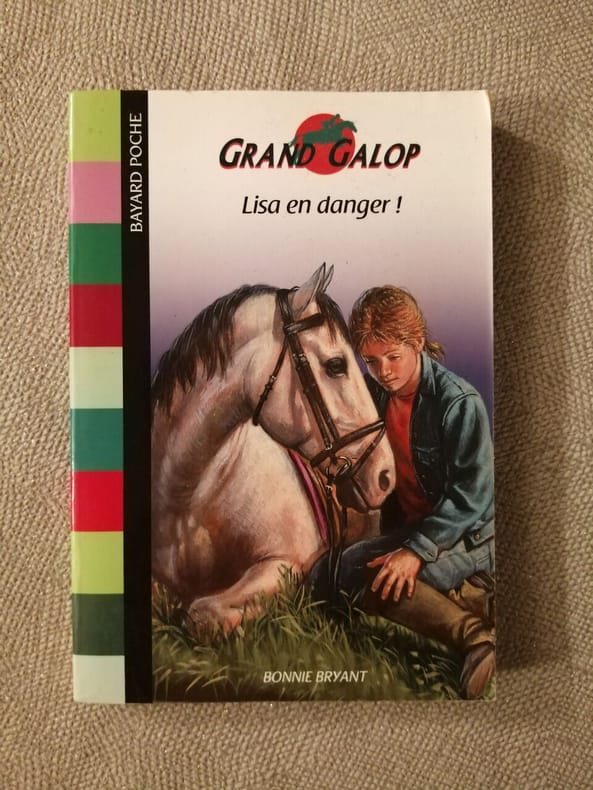 BAYARD POCHE
GRAND GALOP
Lisa en danger !
BONNIE BRYANT